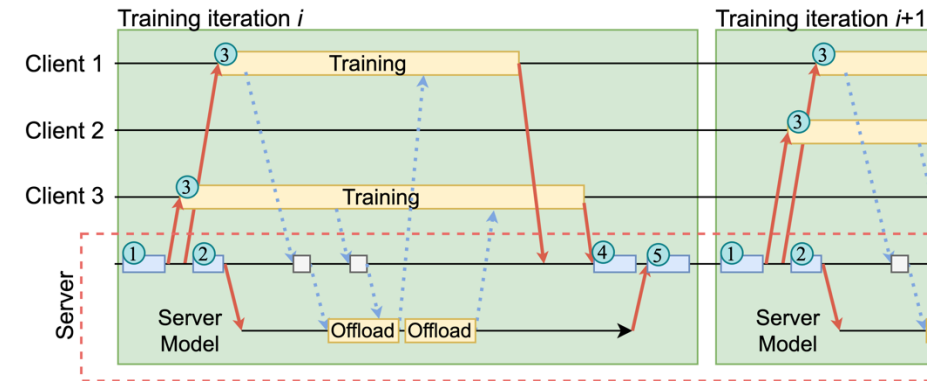 Training iteration i
Training iteration i+1
3
3
Client 1
Training
Client 2
3
Client 3
3
Training
1
2
4
5
1
2
Server
Server
Model
Offload
Offload
Server
Model